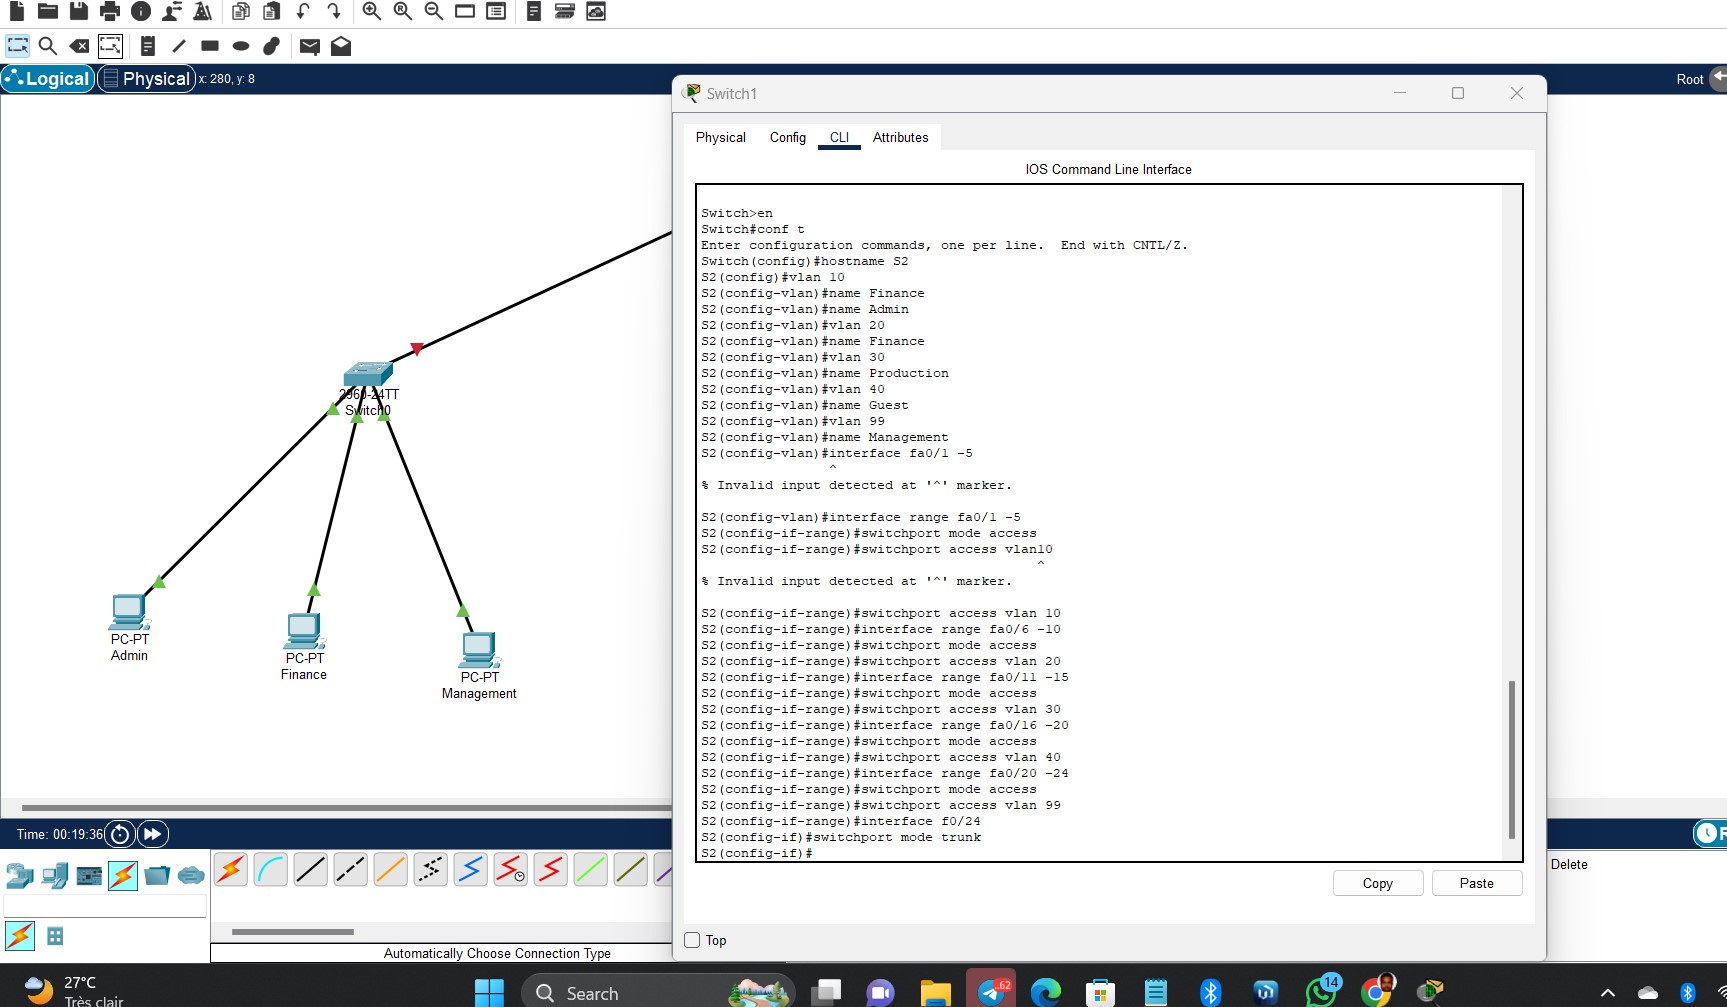 Logical
Physical
x: 280, y: 8
Root
Switch1
Physical
Config
CLI
Attributes
IOS Command Line Interface
Switch>en
Switch#conf t
Enter configuration commands, one per line.  End with CNTL/Z.
Switch(config)#hostname S2
S2(config)#vlan 10
S2(config-vlan)#name Finance
S2(config-vlan)#name Admin
S2(config-vlan)#vlan 20
S2(config-vlan)#name Finance
S2(config-vlan)#vlan 30
S2(config-vlan)#name Production
S2(config-vlan)#vlan 40
S2(config-vlan)#name Guest
S2(config-vlan)#vlan 99
S2(config-vlan)#name Management
S2(config-vlan)#interface fa0/1 -5
^
% Invalid input detected at '^' marker.
S2(config-vlan)#interface range fa0/1 -5
S2(config-if-range)#switchport mode access
S2(config-if-range)#switchport access vlan10
^
% Invalid input detected at '^' marker.
S2(config-if-range)#switchport access vlan 10
S2(config-if-range)#interface range fa0/6 -10
S2(config-if-range)#switchport mode access
S2(config-if-range)#switchport access vlan 20
S2(config-if-range)#interface range fa0/11 -15
S2(config-if-range)#switchport mode access
S2(config-if-range)#switchport access vlan 30
S2(config-if-range)#interface range fa0/16 -20
S2(config-if-range)#switchport mode access
S2(config-if-range)#switchport access vlan 40
S2(config-if-range)#interface range fa0/20 -24
S2(config-if-range)#switchport mode access
S2(config-if-range)#switchport access vlan 99
S2(config-if-range)#interface f0/24
S2(config-if)#switchport mode trunk
S2(config-if)#
Copy
Paste
Top
2960-24TT
Switch0
PC-PT
Admin
PC-PT
Finance
PC-PT
Management
Time: 00:19:36
R
Delete
Automatically Choose Connection Type
27°C
Très clair
Search
..62
14